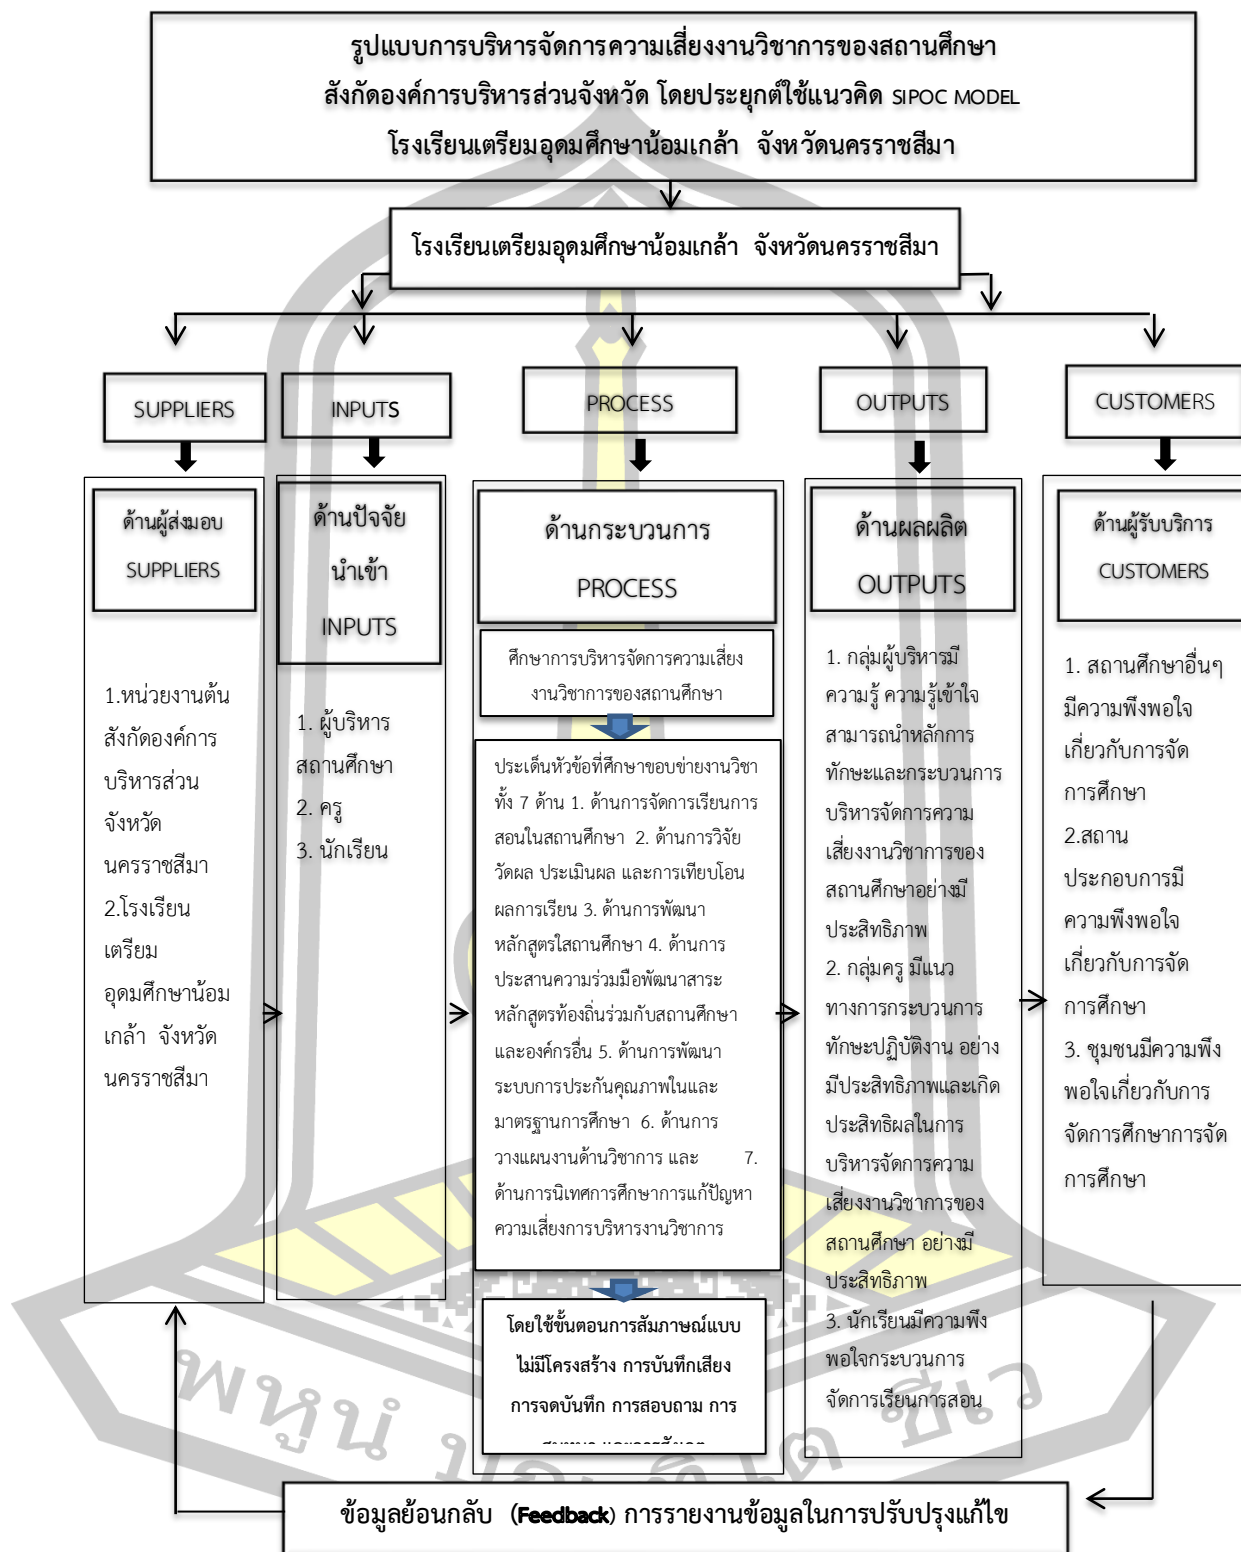 รูปแบบการบริหารจัดการความเสี่ยงงานวิชาการของสถานศึกษา
สังกัดองค์การบริหารส่วนจังหวัด โดยประยุกต์ใช้แนวคิด SIPOC MODEL
โรงเรียนเตรียมอุดมศึกษาน้อมเกล้า จังหวัดนครราชสีมา
โรงเรียนเตรียมอุดมศึกษาน้อมเกล้า จังหวัดนครราชสีมา
SUPPLIERS
INPUTS
PROCESS
OUTPUTS
CUSTOMERS
ด้านผู้ส่งมอบ
SUPPLIERS
1.หน่วยงานต้น
สังกัดองค์การ
บริหารส่วน
จังหวัด
นครราชสีมา
2.โรงเรียน
เตรียม
อุดมศึกษาน้อม
เกล้า จังหวัด
นครราชสีมา
ด้านปัจจัย
นำเข้า
INPUTS
1. ผู้บริหาร
สถานศึกษา
2. ครู
3. นักเรียน
ด้านกระบวนการ
PROCESS
ศึกษาการบริหารจัดการความเสี่ยง
งานวิชาการของสถานศึกษา
ประเด็นหัวข้อที่ศึกษาขอบข่ายงานวิชา
ทั้ง 7 ด้าน 1. ด้านการจัดการเรียนการ
สอนในสถานศึกษา 2. ด้านการวิจัย
วัดผล ประเมินผล และการเทียบโอน
ผลการเรียน 3. ด้านการพัฒนา
หลักสูตรใสถานศึกษา 4. ด้านการ
ประสานความร่วมมือพัฒนาสาระ
หลักสูตรท้องถิ่นร่วมกับสถานศึกษา
และองค์กรอื่น 5. ด้านการพัฒนา
ระบบการประกันคุณภาพในและ
มาตรฐานการศึกษา 6. ด้านการ
วางแผนงานด้านวิชาการ และ 7.
ด้านการนิเทศการศึกษาการแก้ปัญหา
ความเสี่ยงการบริหารงานวิชาการ
โดยใช้ขั้นตอนการสัมภาษณ์แบบ
ไม่มีโครงสร้าง การบันทึกเสียง
การจดบันทึก การสอบถาม การ
ด้านผลผลิต
OUTPUTS
1. กลุ่มผู้บริหารมี
ความรู้ ความรู้เข้าใจ
สามารถนำหลักการ
ทักษะและกระบวนการ
บริหารจัดการความ
เสี่ยงงานวิชาการของ
สถานศึกษาอย่างมี
ประสิทธิภาพ
2. กลุ่มครู มีแนว
ทางการกระบวนการ
ทักษะปฏิบัติงาน อย่าง
มีประสิทธิภาพและเกิด
ประสิทธิผลในการ
บริหารจัดการความ
เสี่ยงงานวิชาการของ
สถานศึกษา อย่างมี
ประสิทธิภาพ
3. นักเรียนมีความพึง
พอใจกระบวนการ
จัดการเรียนการสอน
ด้านผู้รับบริการ
CUSTOMERS
1. สถานศึกษาอื่นๆ
มีความพึงพอใจ
เกี่ยวกับการจัด
การศึกษา
2.สถาน
ประกอบการมี
ความพึงพอใจ
เกี่ยวกับการจัด
การศึกษา
3. ชุมชนมีความพึง
พอใจเกี่ยวกับการ
จัดการศึกษาการจัด
การศึกษา
ข้อมูลย้อนกลับ (Feedback) การรายงานข้อมูลในการปรับปรุงแก้ไข